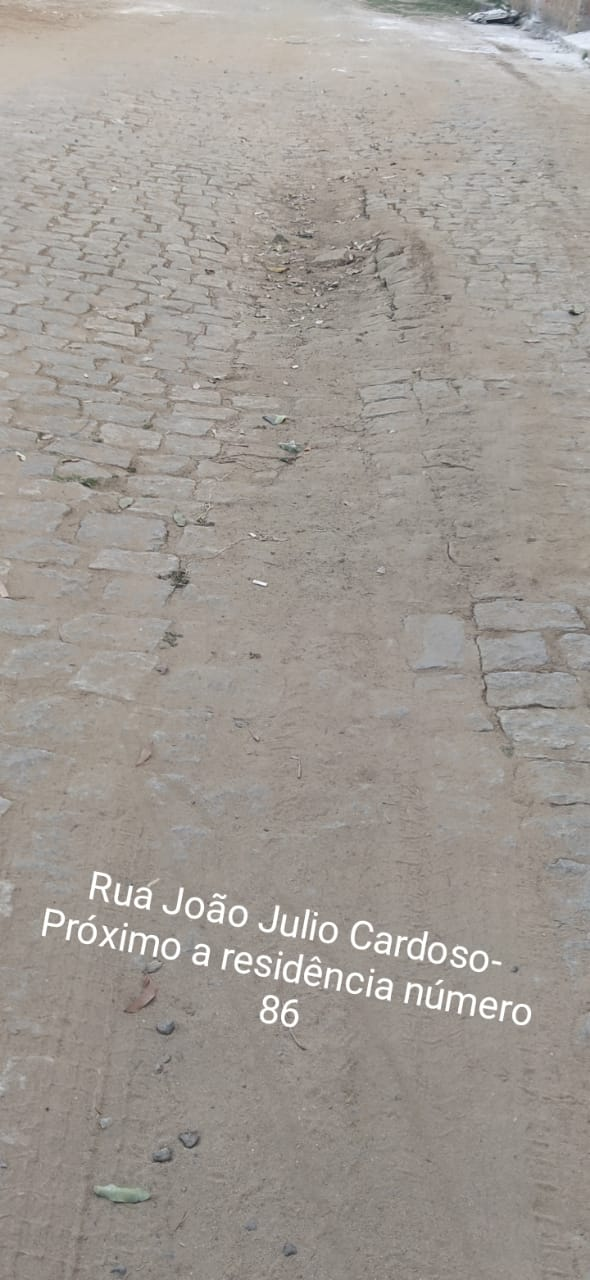 Rua João Julio Cardoso-
Próximo a residência número
86